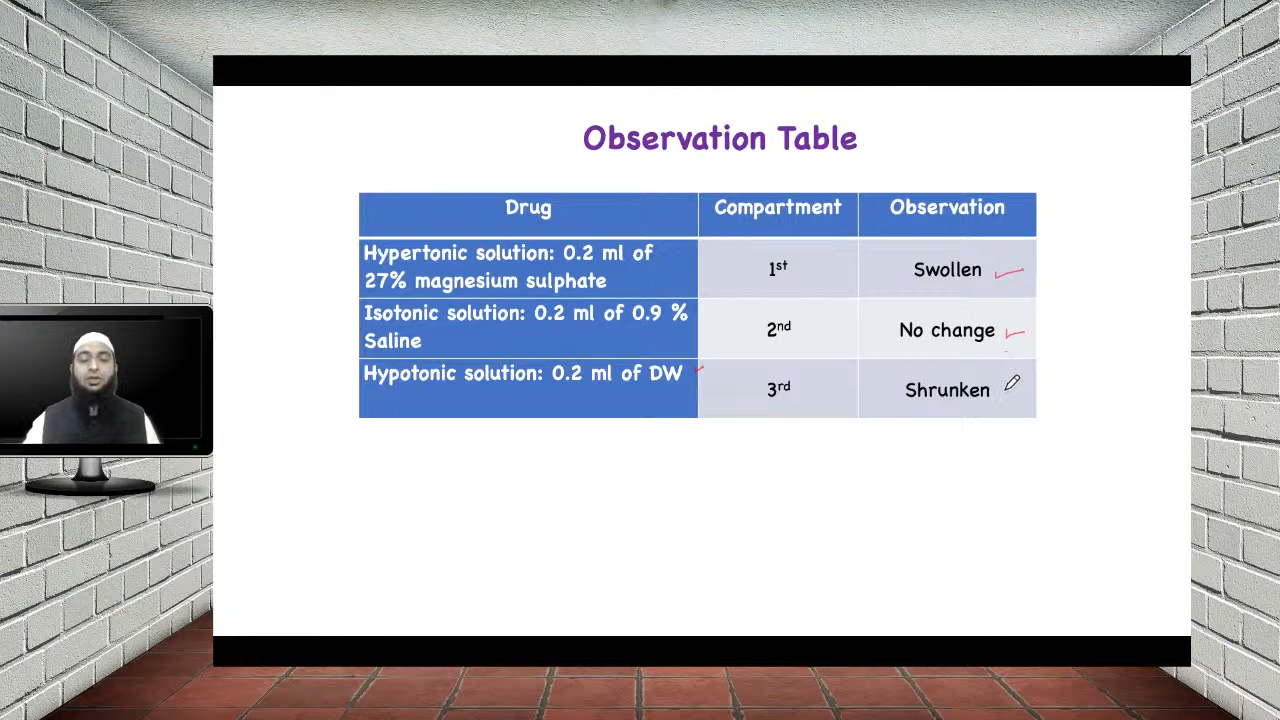 Observation Table
Drug
Compartment
Observation
Hypertonic solution: 0.2 ml of
27% magnesium sulphate
1st
Swollen
Isotonic solution: 0.2 ml of 0.9 %
Saline
2nd
No change
Hypotonic solution: 0.2 ml of DW
3rd
Shrunken